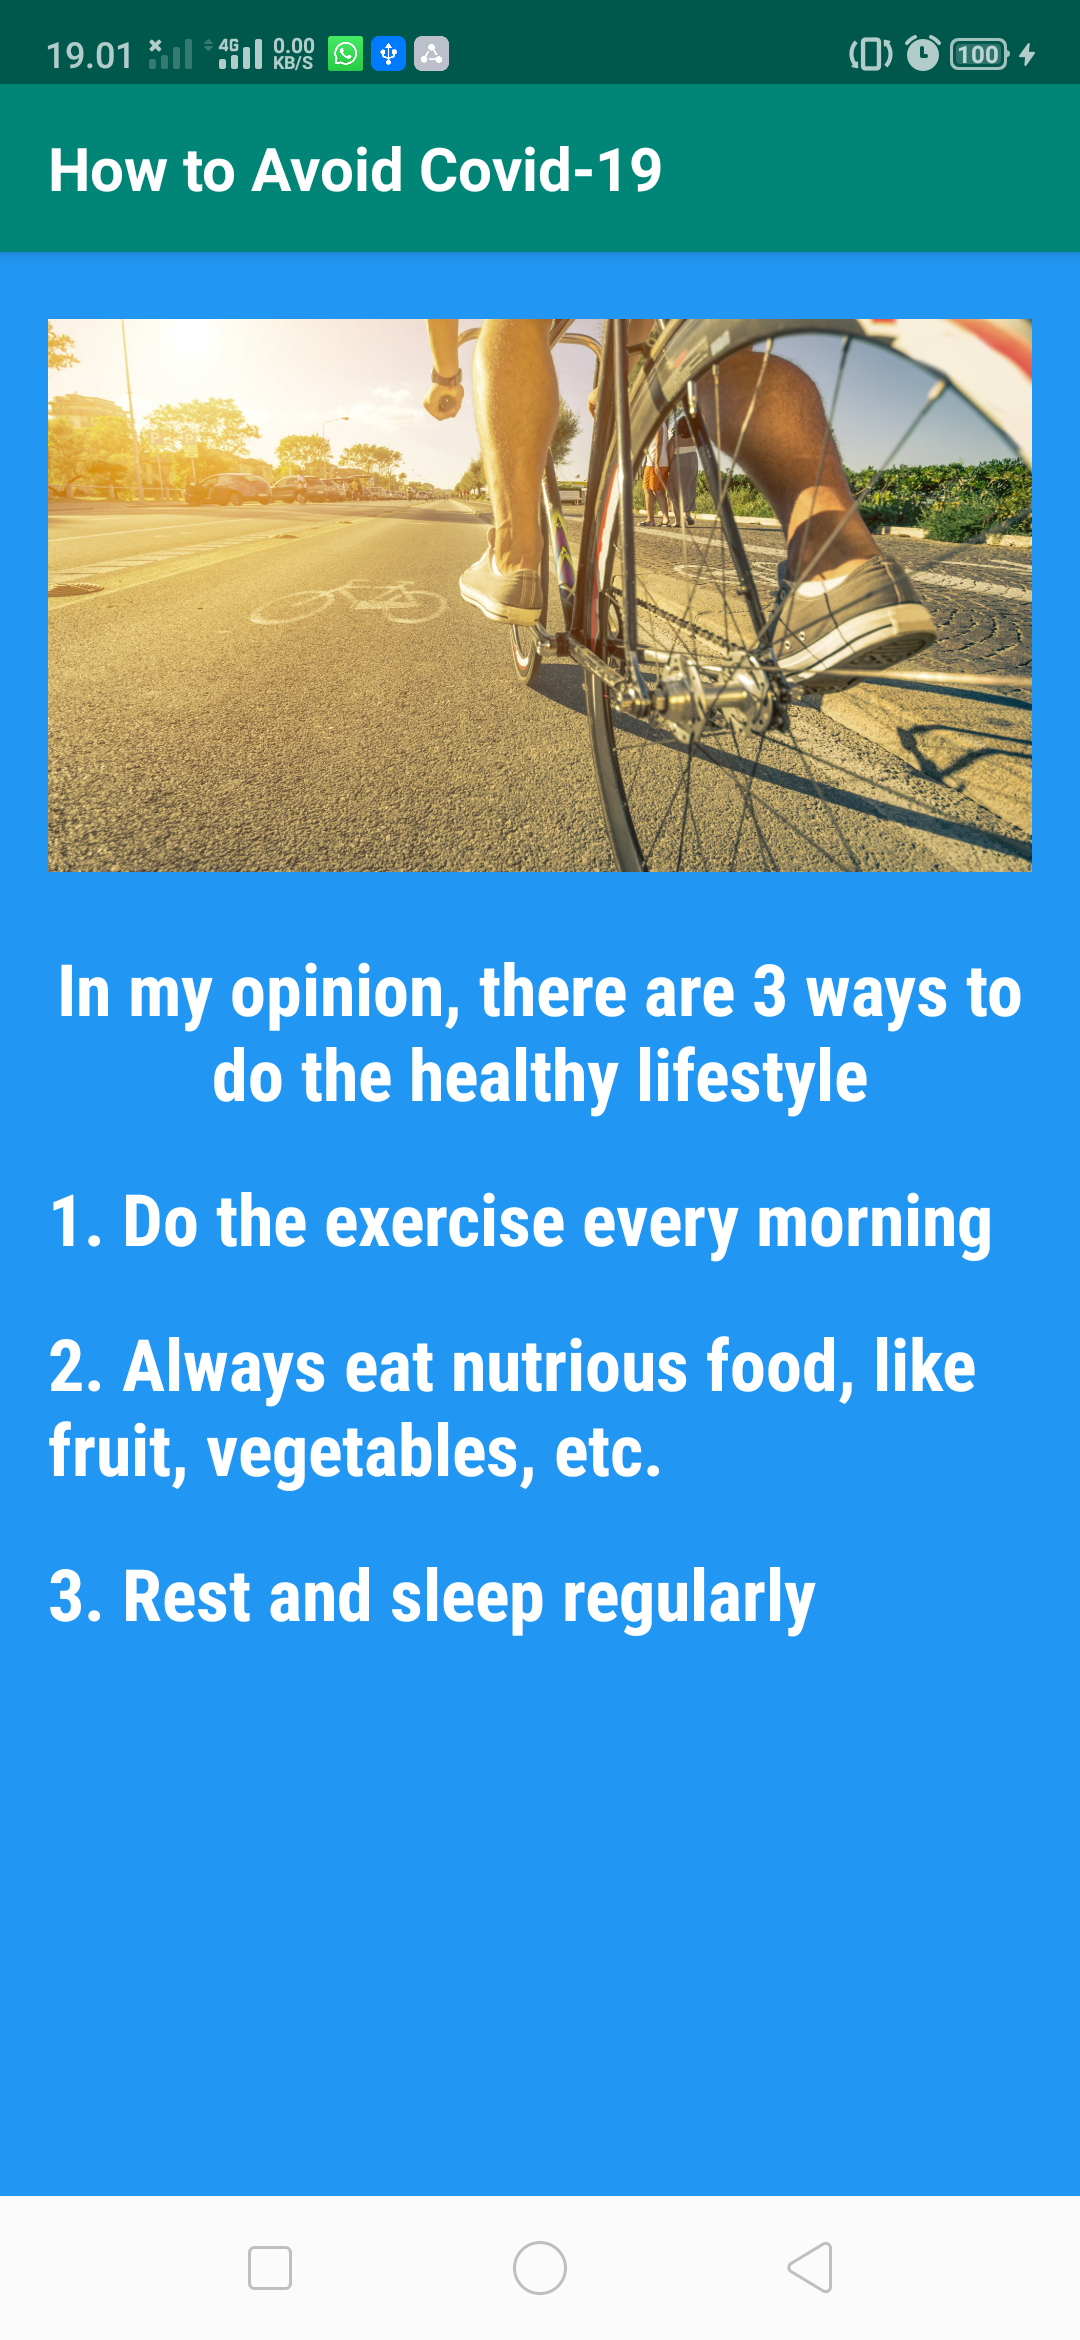 19.01 4G 0.00 KB/S 100
How to Avoid Covid-19
In my opinion, there are 3 ways to
do the healthy lifestyle
1. Do the exercise every morning
2. Always eat nutrious food, like
fruit, vegetables, etc.
3. Rest and sleep regularly